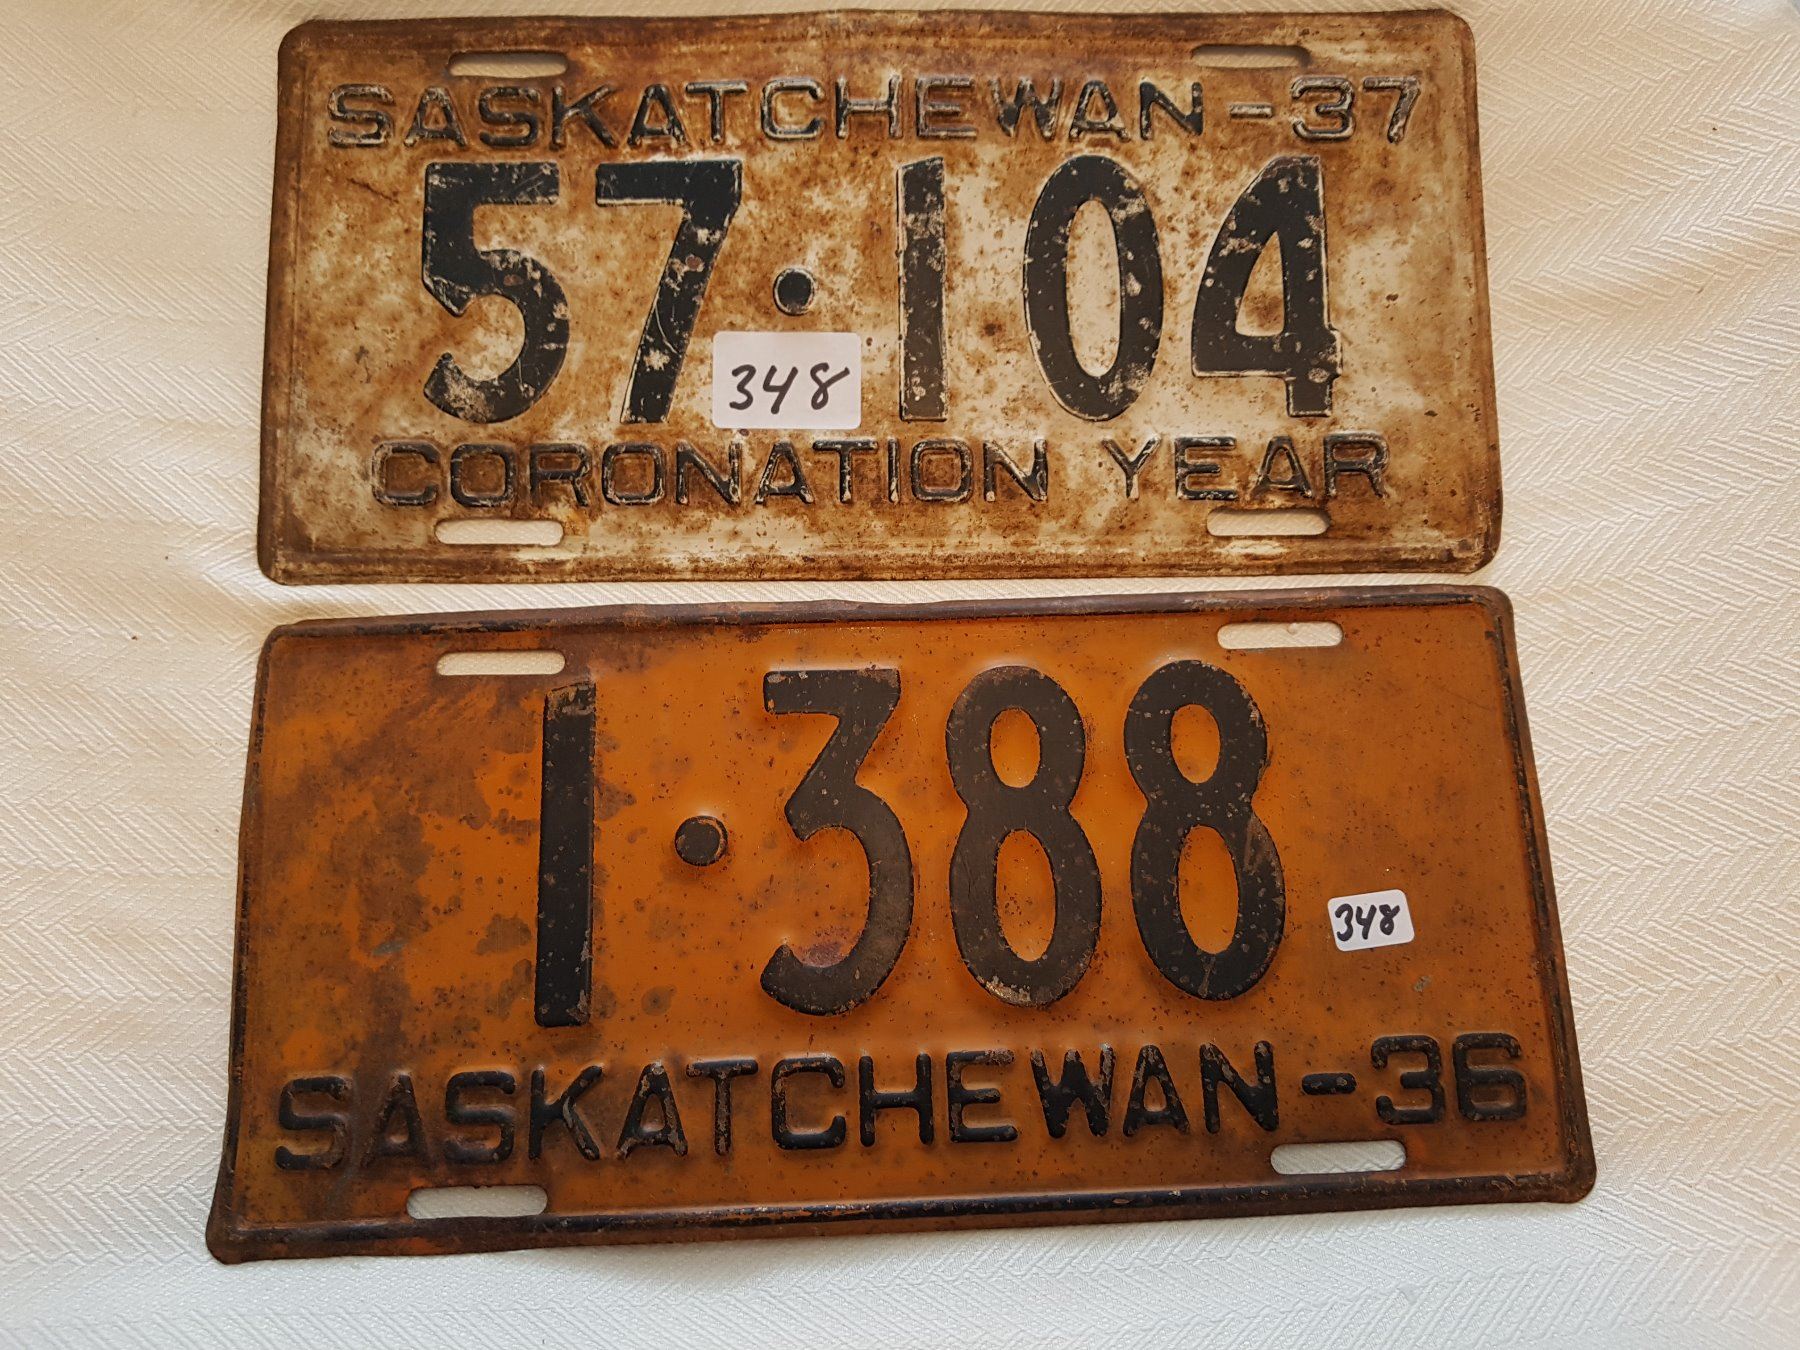 SASKATCHEWAN-37
57·104
348
CORONATION YEAR
1·388
348
SASKATCHEWAN-36